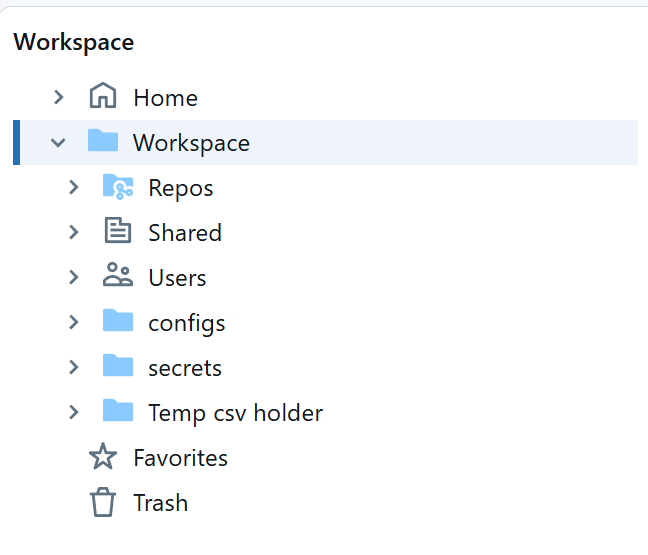 Workspace
Home
Workspace
Repos
Shared
Users
configs
secrets
Temp csv holder
Favorites
Trash